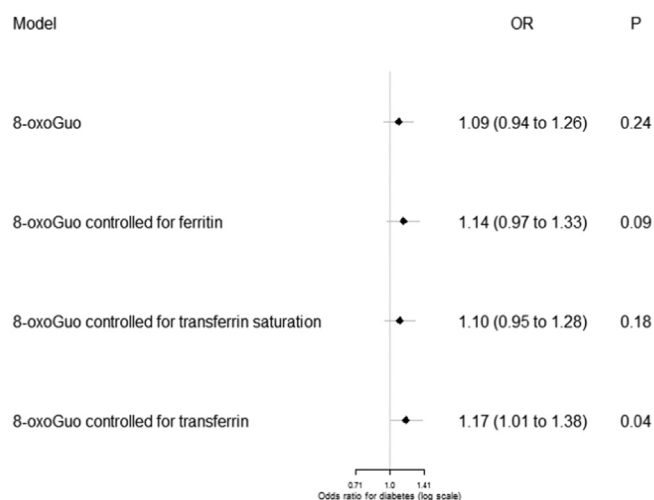 Model OR P
8-oxoGuo 1.09 (0.94 to 1.26) 0.24
8-oxoGuo controlled for ferritin 1.14 (0.97 to 1.33) 0.09
8-oxoGuo controlled for transferrin saturation 1.10 (0.95 to 1.28) 0.18
8-oxoGuo controlled for transferrin 1.17 (1.01 to 1.38) 0.04
0.71 1.0 1.41
Odds ratio for diabetes (log scale)